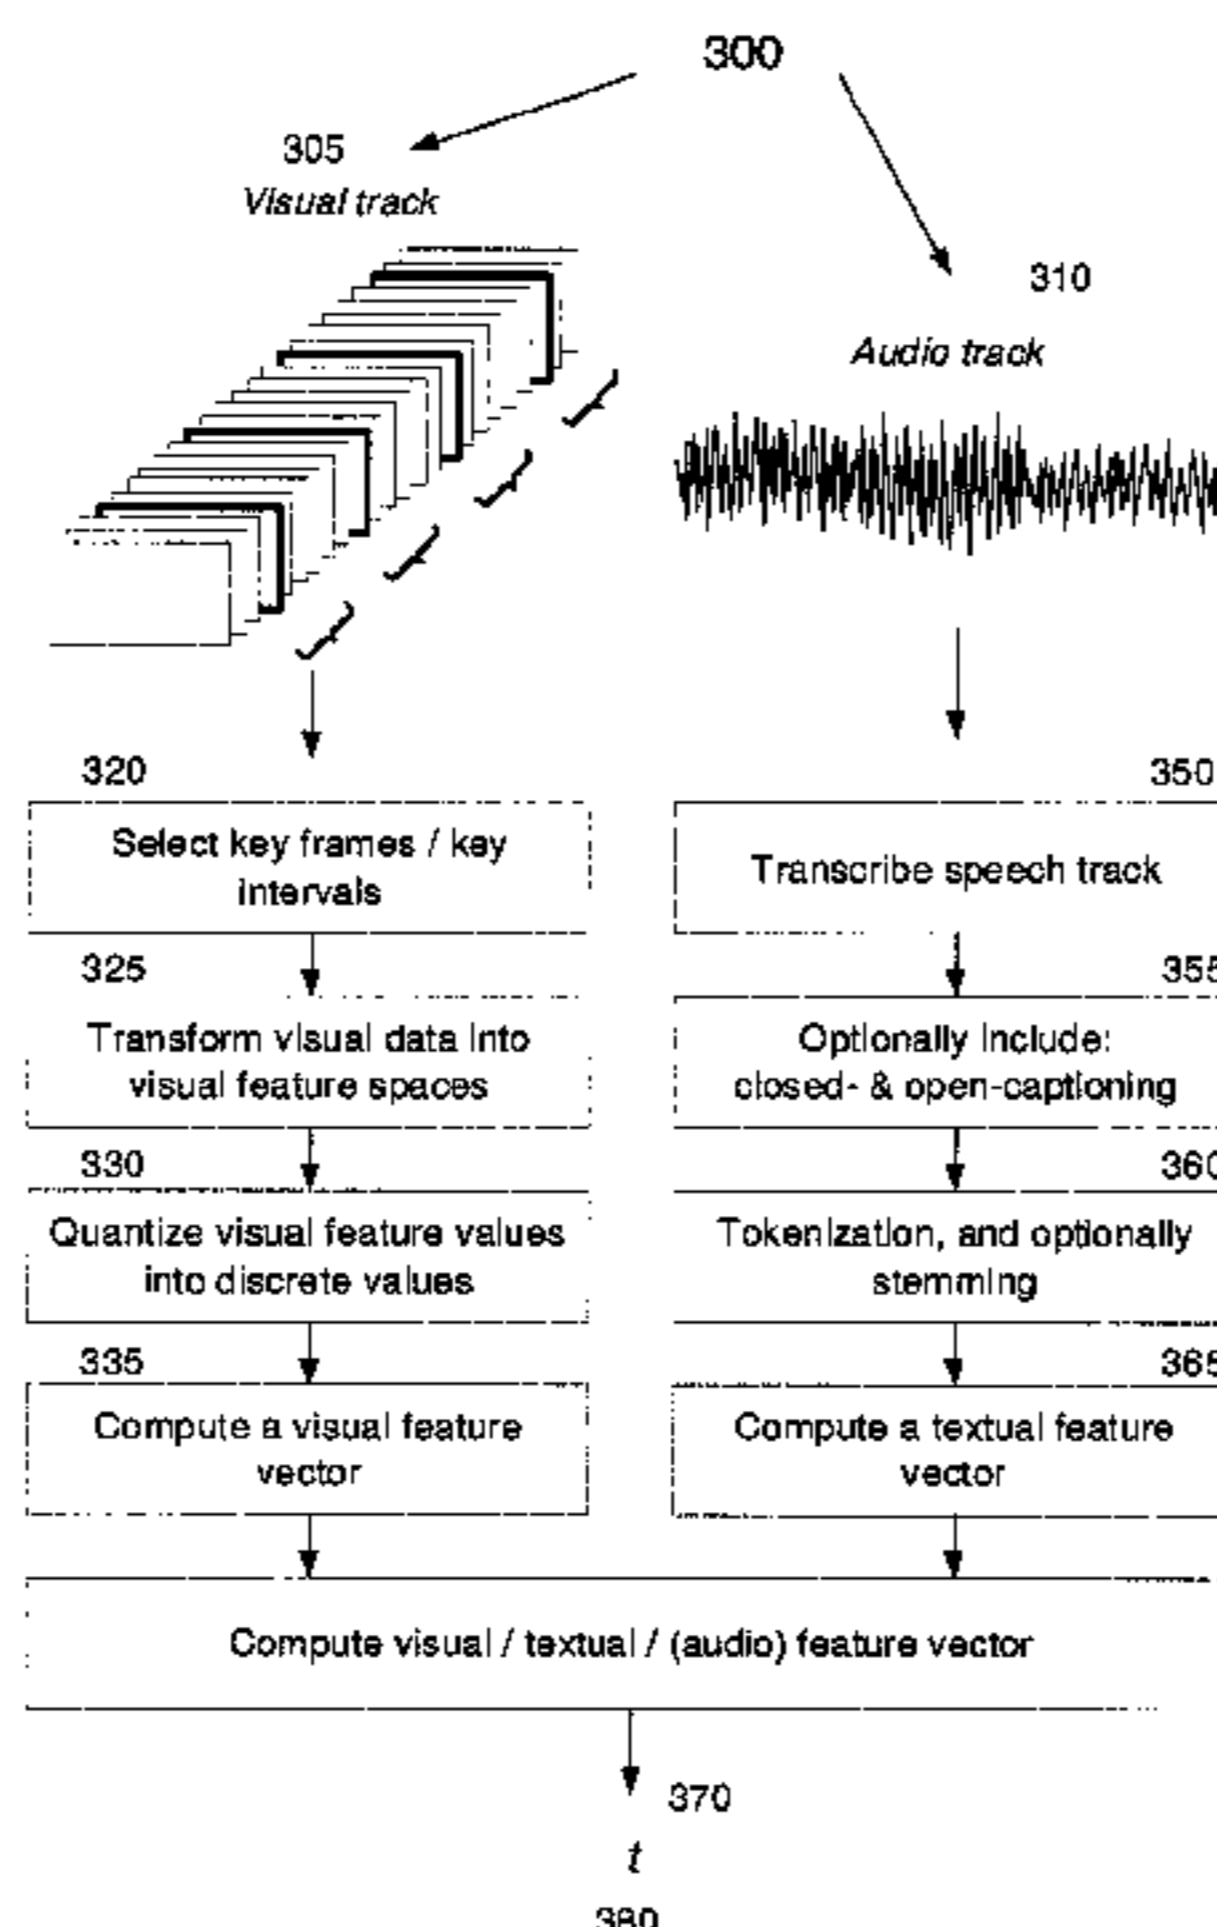 300
305
Visual track
310
Audio track
320
Select key frames / key
intervals
325
Transform visual data into
visual feature spaces
330
Quantize visual feature values
into discrete values
335
Compute a visual feature
vector
350
Transcribe speech track
355
Optionally include:
closed- & open-captioning
360
Tokenization, and optionally
stemming
365
Compute a textual feature
vector
Compute visual / textual / (audio) feature vector
370
t
380